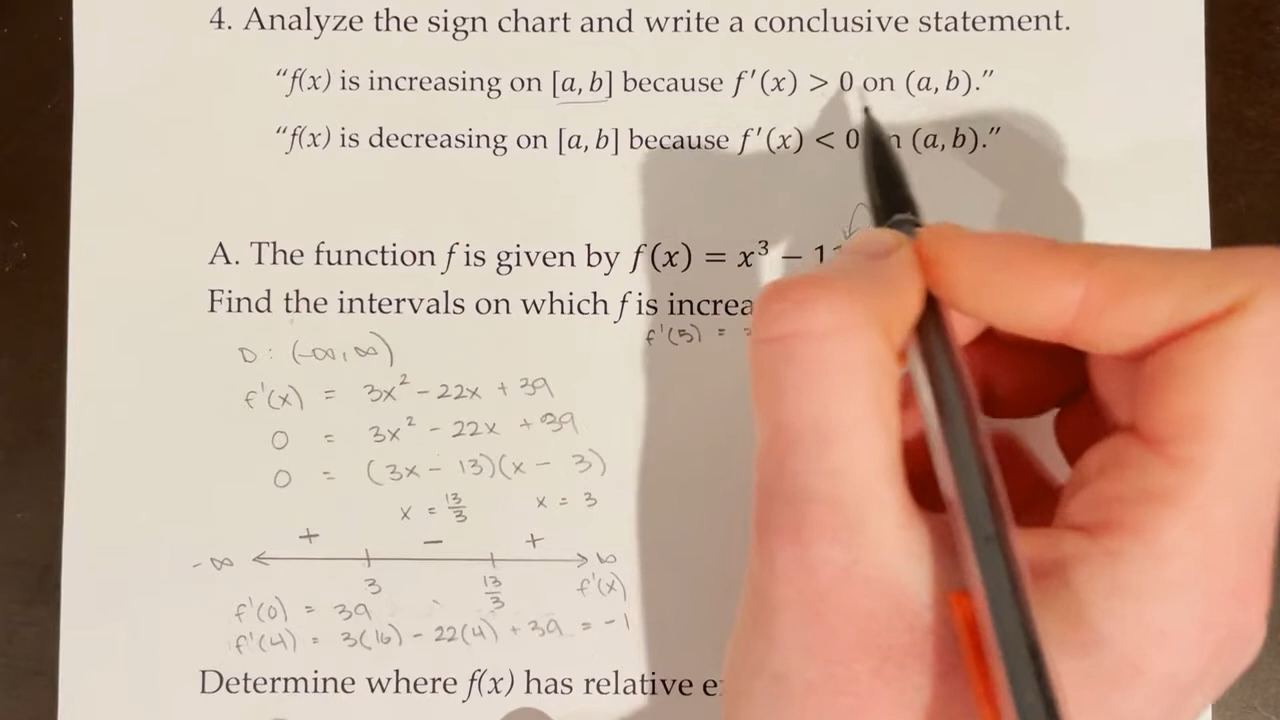 4. Analyze the sign chart and write a conclusive statement.
“f(x) is increasing on [a, b] because f'(x) > 0 on (a, b).”
“f(x) is decreasing on [a, b] because f'(x) < 0 (a, b).”
A. The function f is given by f(x) = x³ − 1
Find the intervals on which f is
f'(5) =
D: (-∞, ∞)
f'(x) = 3x² - 22x + 39
0 = 3x² - 22x + 39
0 = (3x - 13)(x - 3)
x = 13/3 x = 3
+ − +
-∞ ∞
3 13/3 f'(x)
f'(0) = 39
f'(4) = 3(16) - 22(4) + 39 = -1
Determine where f(x) has relative